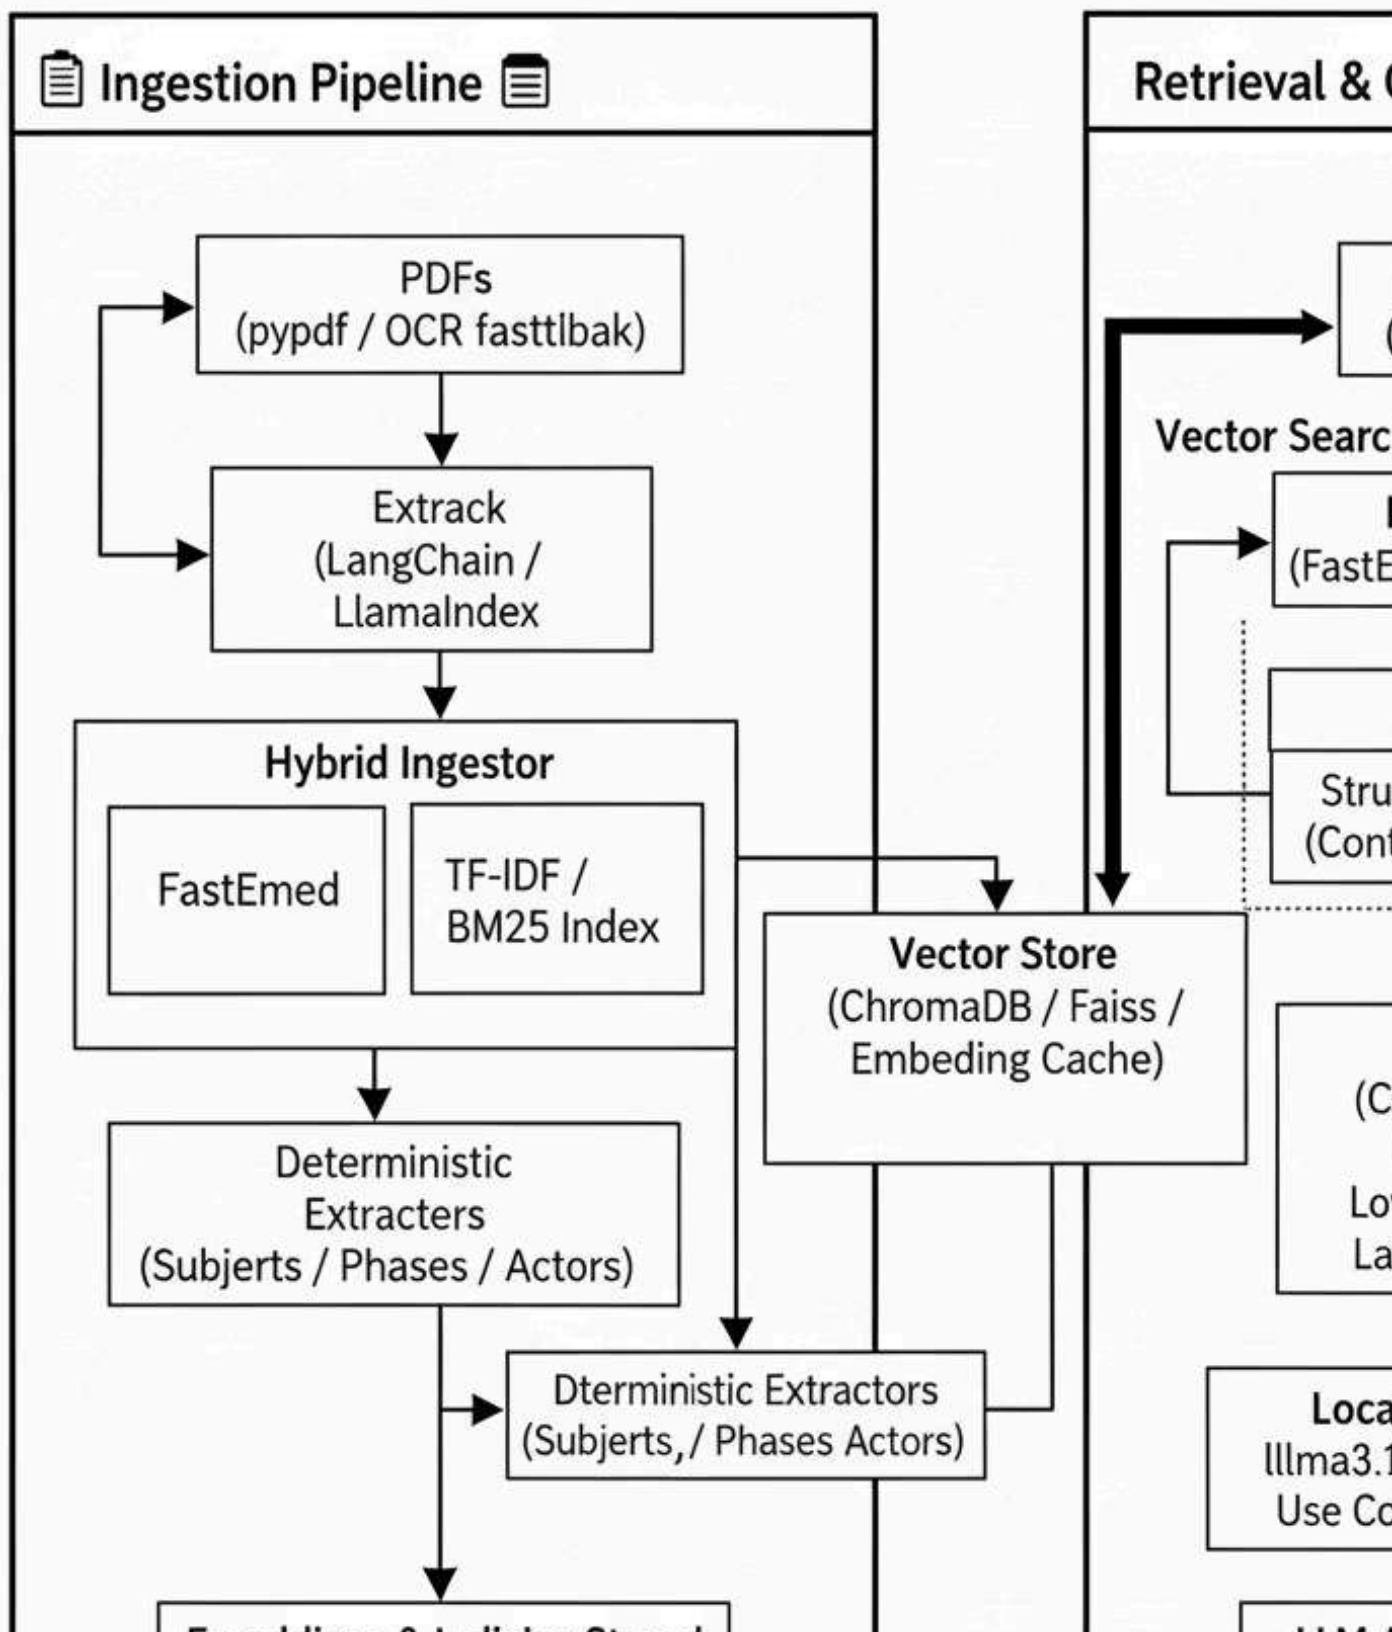 Ingestion Pipeline
PDFs
(pypdf / OCR fasttlbak)
Extrack
(LangChain /
LlamaIndex
Hybrid Ingestor
FastEmed
TF-IDF /
BM25 Index
Deterministic
Extracters
(Subjerts / Phases / Actors)
Dterministic Extractors
(Subjerts,/ Phases Actors)
Vector Store
(ChromaDB / Faiss /
Embeding Cache)
Retrieval &
Vector Searc
(FastE
Stru
(Cont
(C
Lo
La
Loca
lllma3.1
Use Co